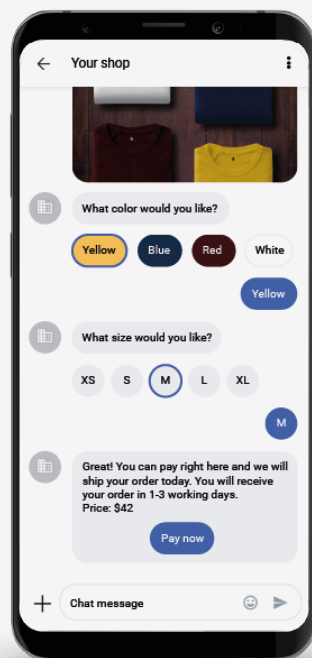 Your shop
What color would you like?
Yellow Blue Red White
Yellow
What size would you like?
XS S M L XL
M
Great! You can pay right here and we will
ship your order today. You will receive
your order in 1-3 working days.
Price: $42
Pay now
Chat message